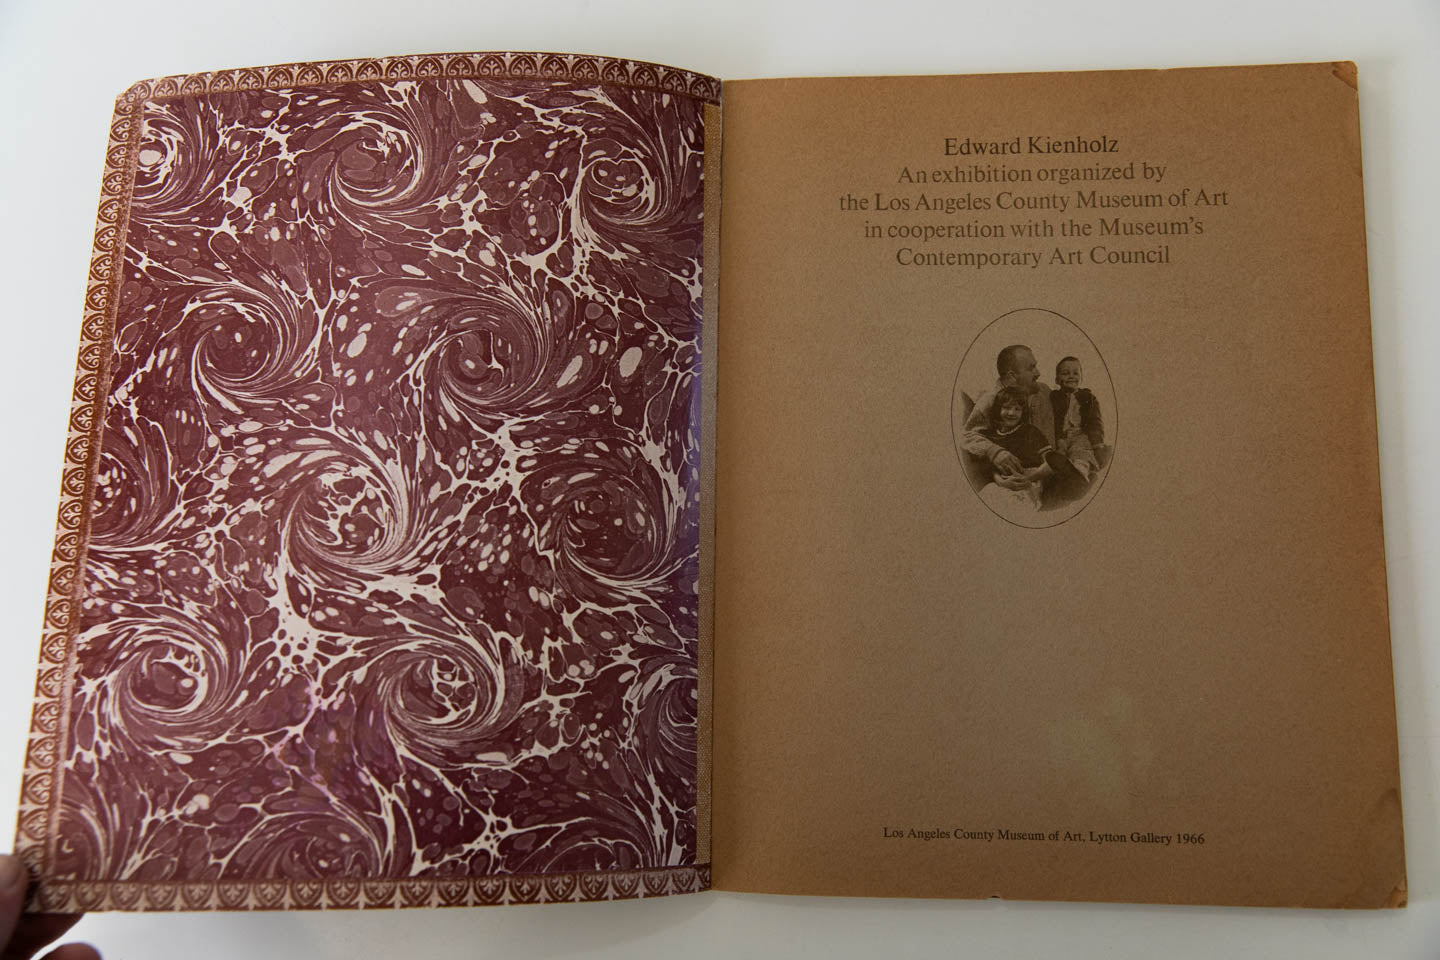 Edward Kienholz
An exhibition organized by
the Los Angeles County Museum of Art
in cooperation with the Museum's
Contemporary Art Council
Los Angeles County Museum of Art, Lytton Gallery 1966